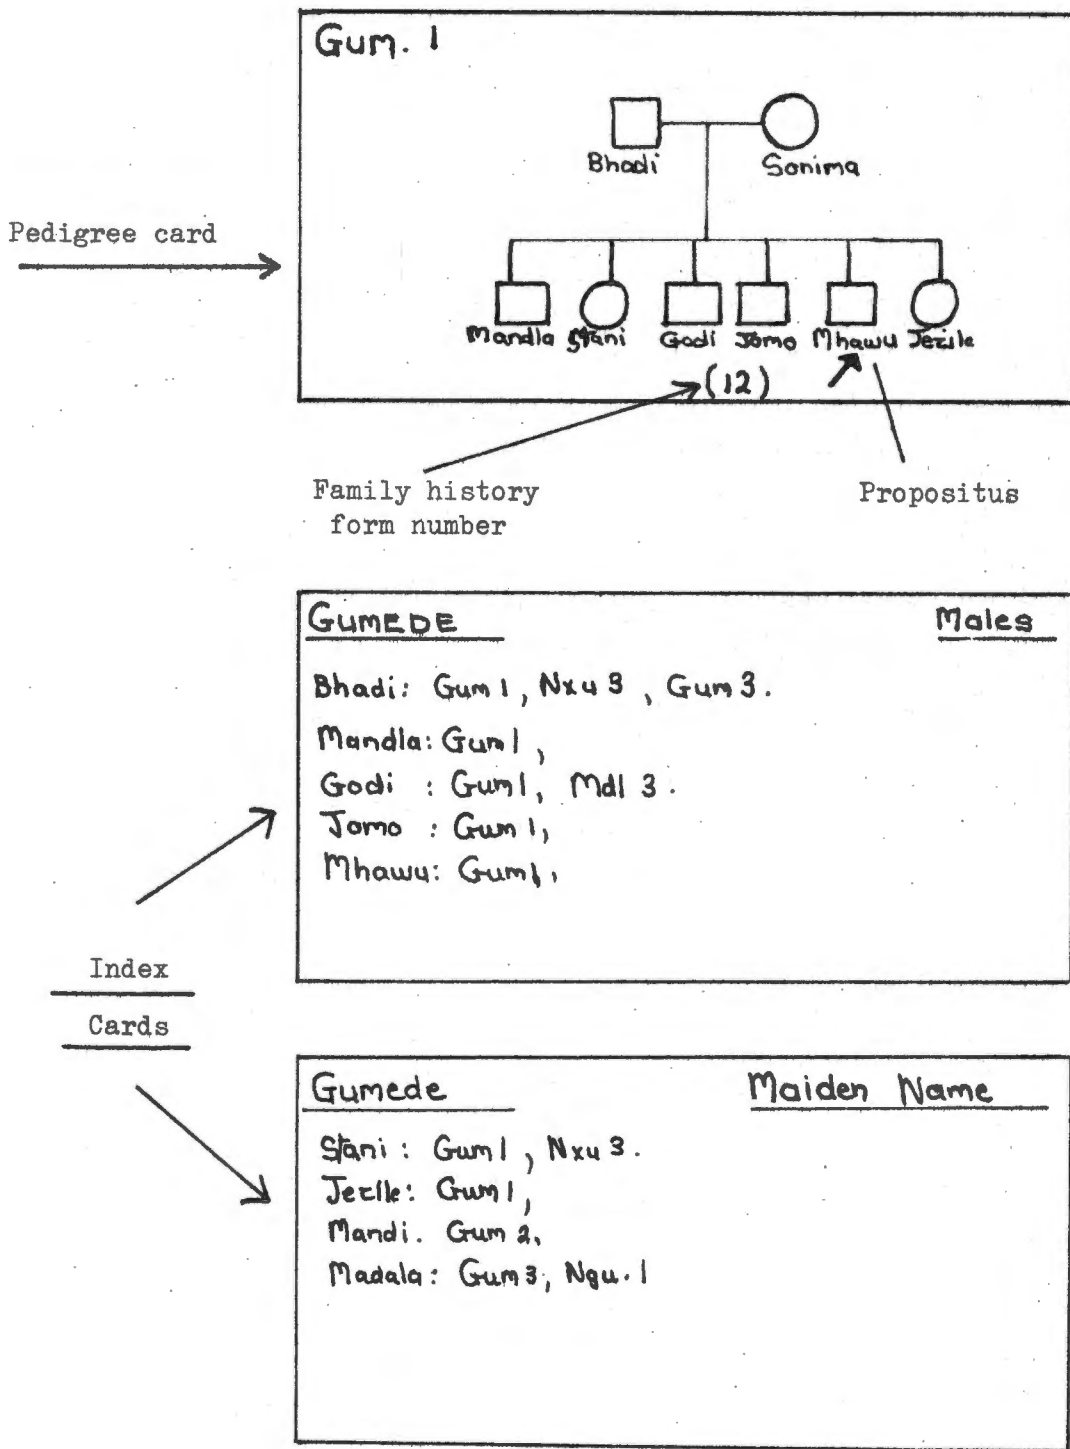 Gum. 1
Bhadi Sonima
Pedigree card
Mandla Stani Godi Jomo Mhawu Jezile
(12)
Family history
form number
Propositus
GUMEDE Males
Bhadi: Gum 1, Nxu 3, Gum 3.
Mandla: Gum 1,
Godi : Gum 1, Mdl 3.
Jomo : Gum 1,
Mhawu: Gum 1,
Index
Cards
Gumede Maiden Name
Stani: Gum 1, Nxu 3.
Jezile: Gum 1,
Mandi. Gum 2,
Madala: Gum 3, Ngu. 1